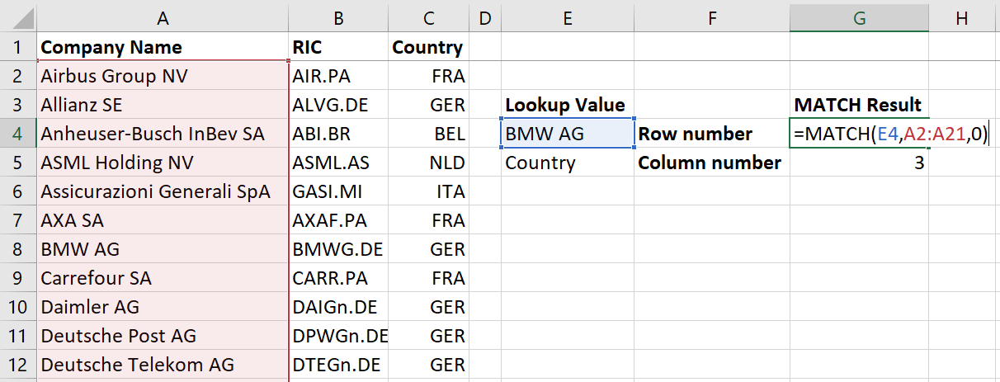 A B C D E F G H
1 Company Name RIC Country
2 Airbus Group NV AIR.PA FRA
3 Allianz SE ALVG.DE GER Lookup Value MATCH Result
4 Anheuser-Busch InBev SA ABI.BR BEL BMW AG Row number =MATCH(E4,A2:A21,0)
5 ASML Holding NV ASML.AS NLD Country Column number 3
6 Assicurazioni Generali SpA GASI.MI ITA
7 AXA SA AXAF.PA FRA
8 BMW AG BMWG.DE GER
9 Carrefour SA CARR.PA FRA
10 Daimler AG DAIGn.DE GER
11 Deutsche Post AG DPWGn.DE GER
12 Deutsche Telekom AG DTEGn.DE GER